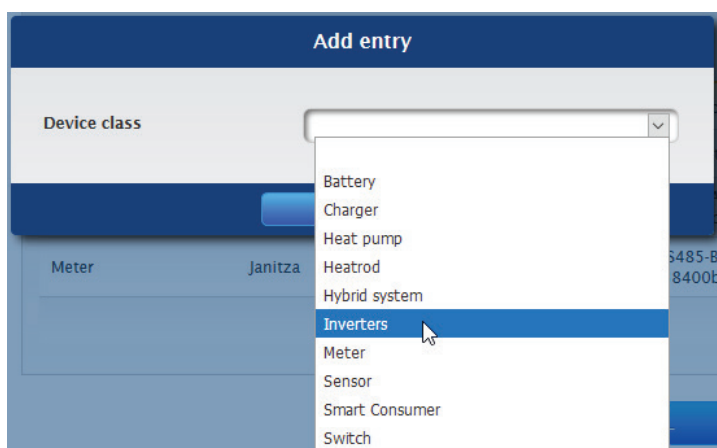 Add entry
Device class
Battery
Charger
Heat pump
Meter
Janitza
Heatrod
Hybrid system
Inverters
Meter
Sensor
Smart Consumer
Switch